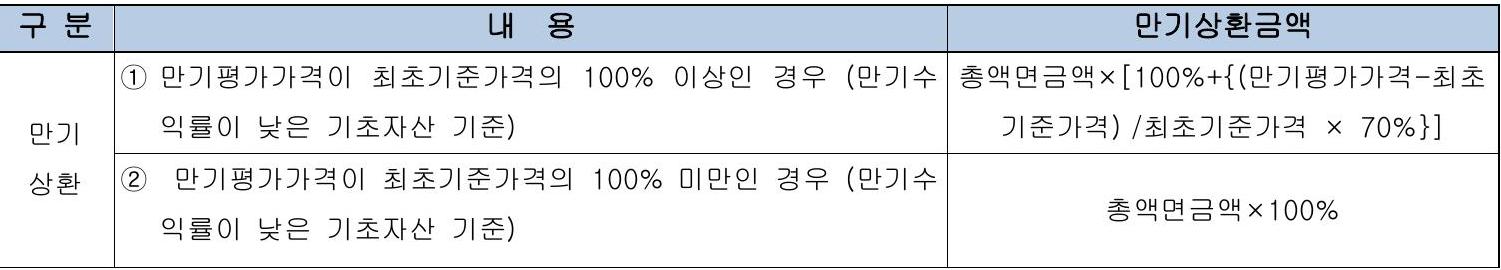 구 분 내 용 만기상환금액
① 만기평가가격이 최초기준가격의 100% 이상인 경우 (만기수 총액면금액×[100%+{(만기평가가격-최초
익률이 낮은 기초자산 기준) 기준가격) /최초기준가격 × 70%}]
만기
상환
② 만기평가가격이 최초기준가격의 100% 미만인 경우 (만기수
익률이 낮은 기초자산 기준)
총액면금액×100%